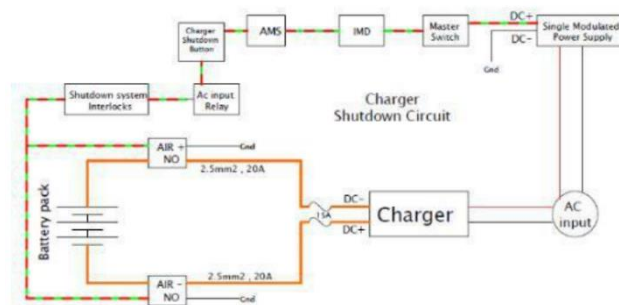 Charger
Shutdown
Button
AMS
IMD
Master
Switch
DC+
DC-
Single Modulated
Power Supply
Gnd
Shutdown system
Interlocks
Ac input
Relay
Charger
Shutdown Circuit
AIR +
NO
Gnd
2.5mm2 , 20A
Battery pack
15A
DC-
DC+
Charger
AC
input
2.5mm2 , 20A
AIR -
NO
Gnd